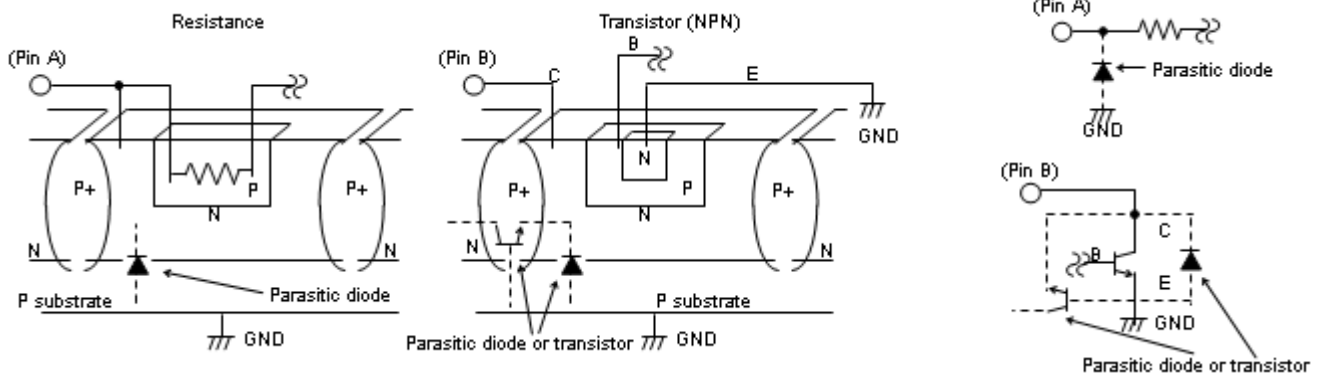 Resistance
(Pin A)
P+
P
N
P+
N
N
Parasitic diode
P substrate
GND
Transistor (NPN)
(Pin B)
C
B
E
GND
P+
N
P
N
P+
N
N
P substrate
Parasitic diode or transistor
GND
(Pin A)
Parasitic diode
GND
(Pin B)
C
B
E
GND
Parasitic diode or transistor